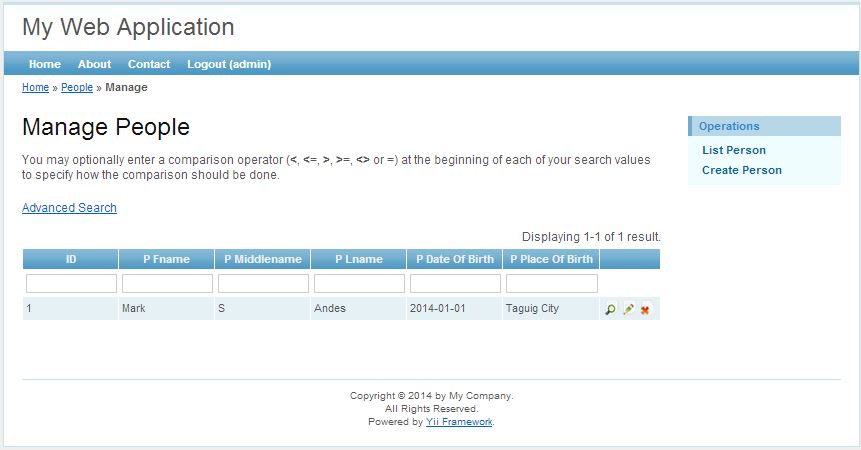 My Web Application
Home About Contact Logout (admin)
Home » People » Manage
Manage People
You may optionally enter a comparison operator (<, <=, >, >=, <> or =) at the beginning of each of your search values
to specify how the comparison should be done.
Advanced Search
Displaying 1-1 of 1 result.
ID P Fname P Middlename P Lname P Date Of Birth P Place Of Birth
1 Mark S Andes 2014-01-01 Taguig City
Operations
List Person
Create Person
Copyright © 2014 by My Company.
All Rights Reserved.
Powered by Yii Framework.